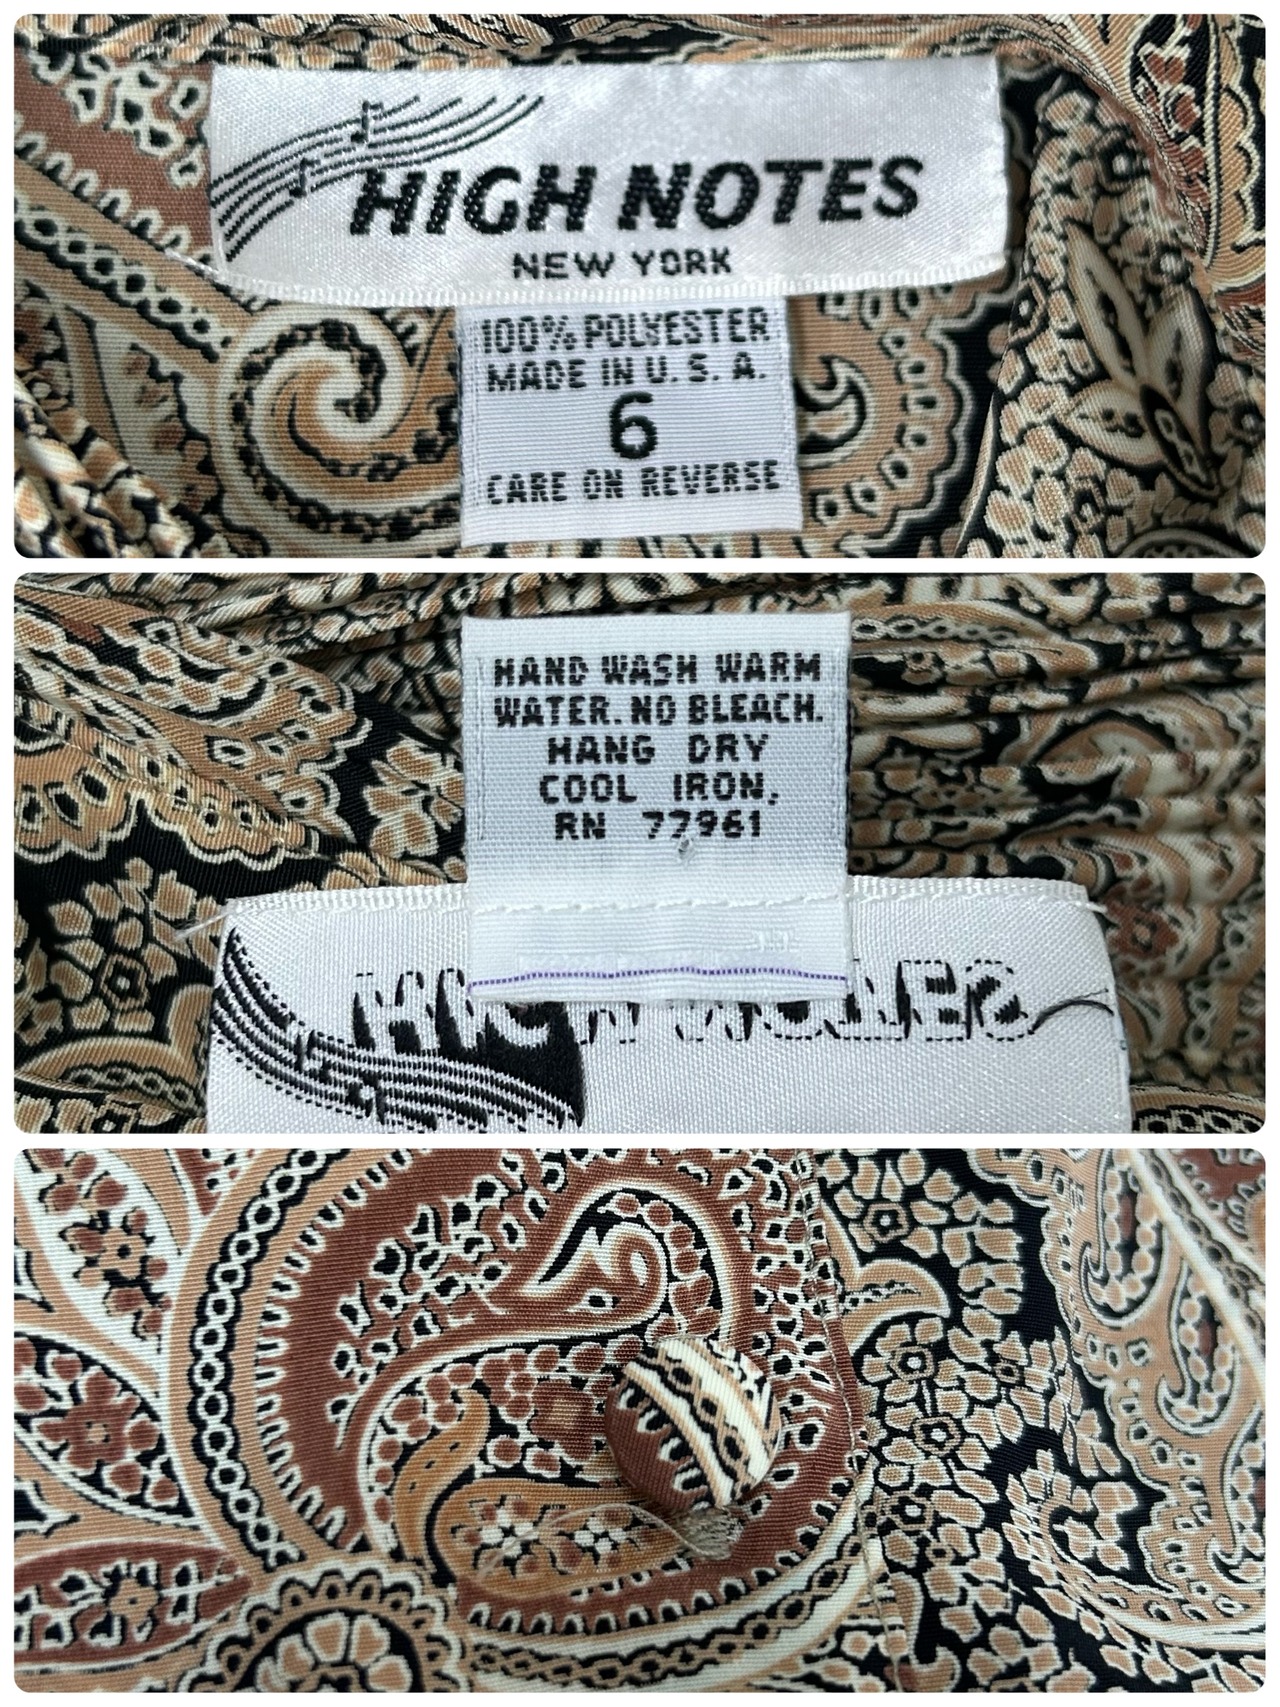 HIGH NOTES
NEW YORK
100% POLYESTER
MADE IN U.S.A.
6
CARE ON REVERSE
HAND WASH WARM
WATER. NO BLEACH.
HANG DRY
COOL IRON.
RN 77961